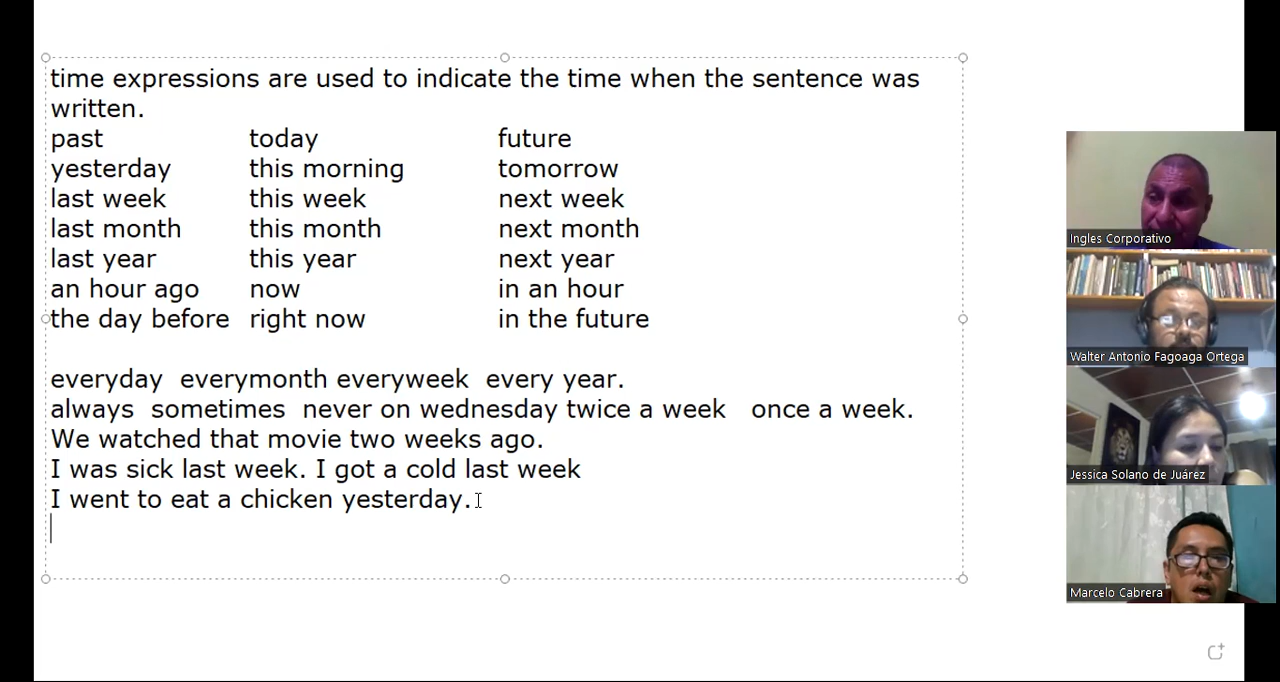 time expressions are used to indicate the time when the sentence was
written.
past today future
yesterday this morning tomorrow
last week this week next week
last month this month next month
last year this year next year
an hour ago now in an hour
the day before right now in the future
everyday everymonth everyweek every year.
always sometimes never on wednesday twice a week once a week.
We watched that movie two weeks ago.
I was sick last week. I got a cold last week
I went to eat a chicken yesterday.
Ingles Corporativo
Walter Antonio Fagoaga Ortega
Jessica Solano de Juárez
Marcelo Cabrera